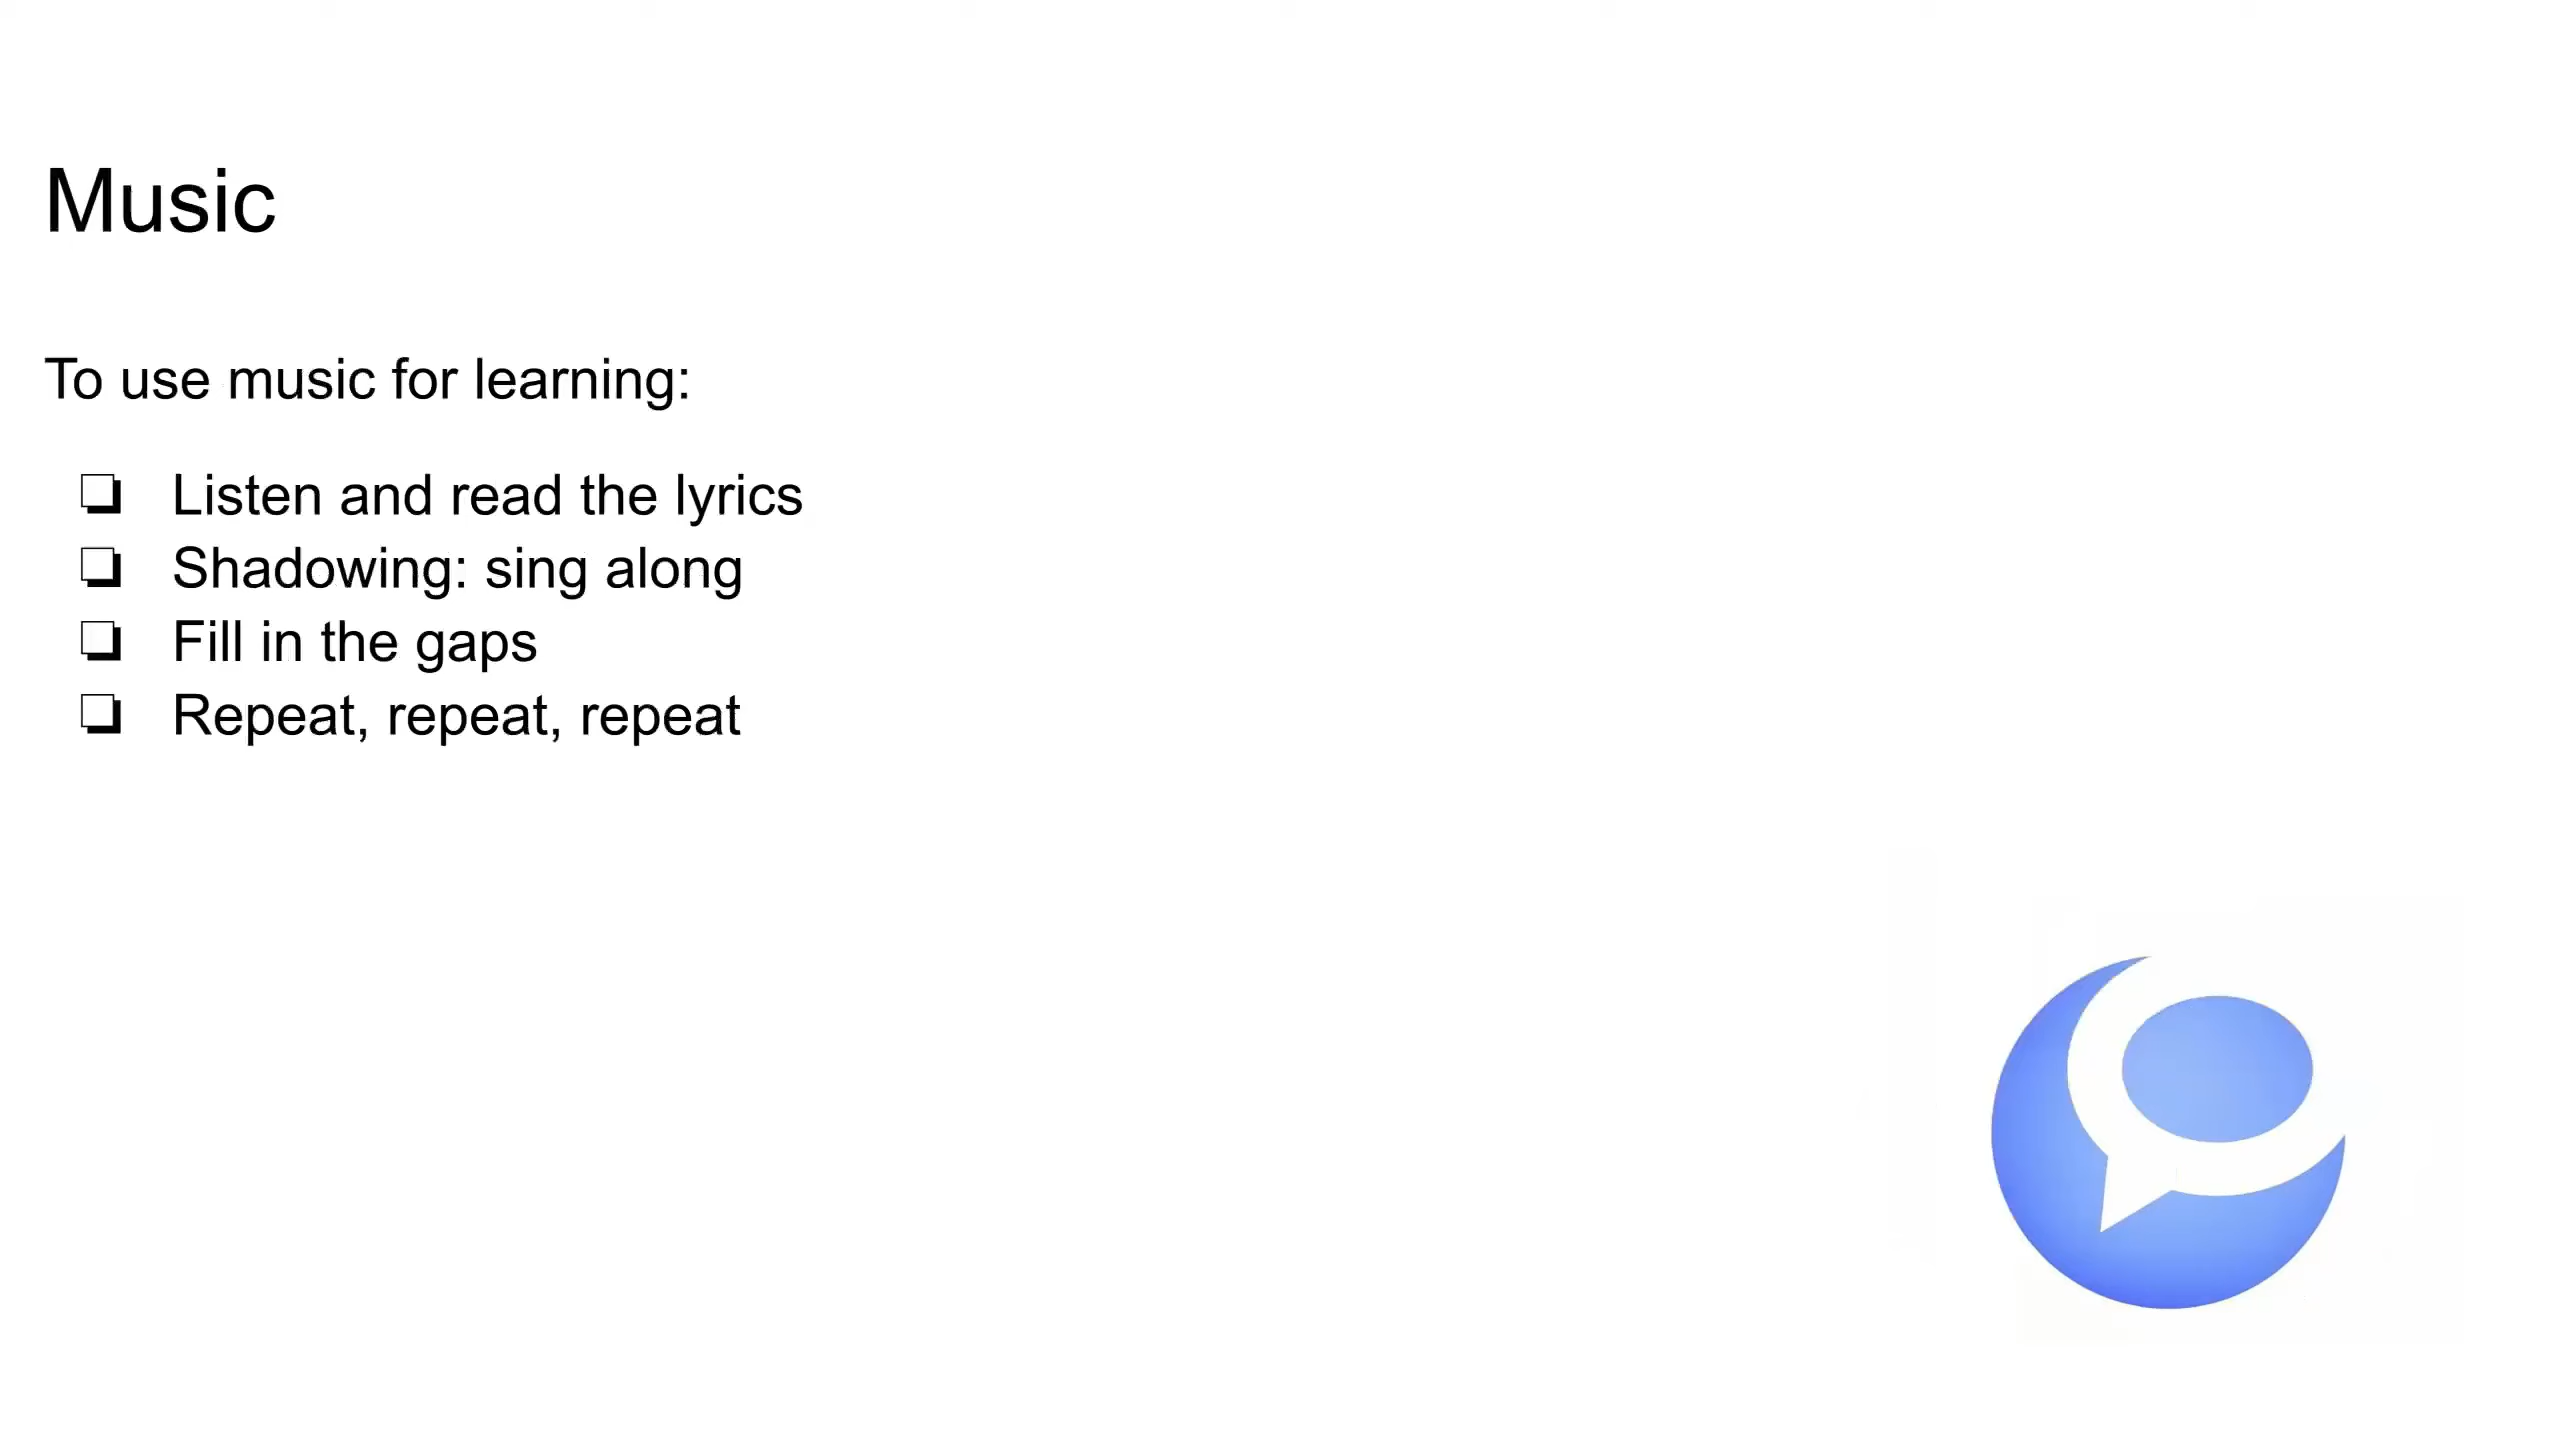 Music
To use music for learning:
❏ Listen and read the lyrics
❏ Shadowing: sing along
❏ Fill in the gaps
❏ Repeat, repeat, repeat